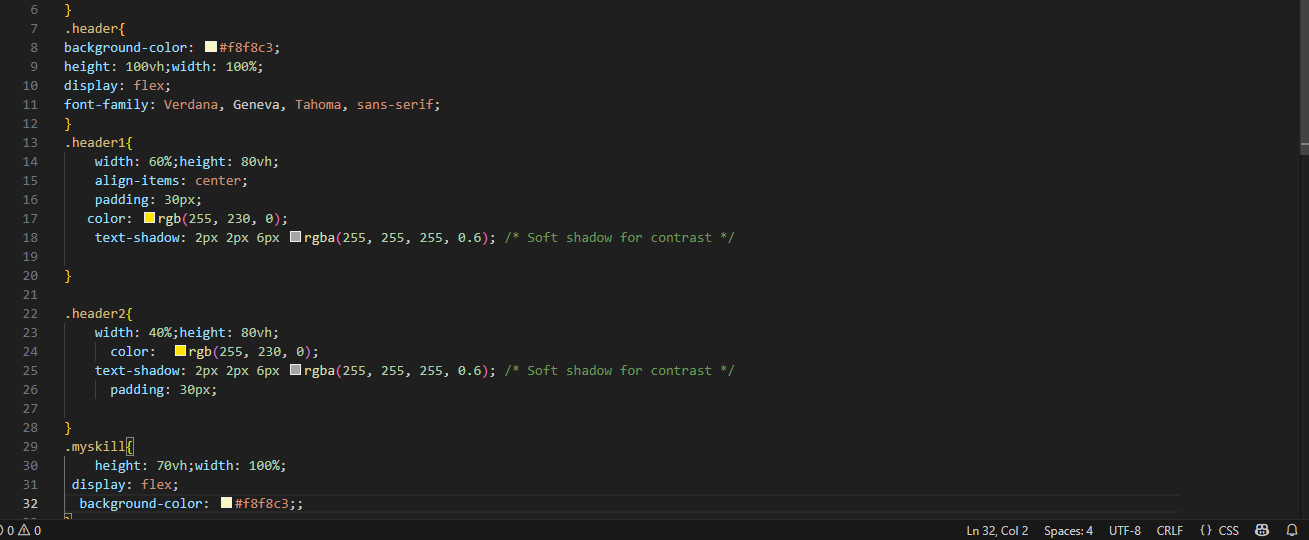 6 }
7 .header{
8 background-color: #f8f8c3;
9 height: 100vh;width: 100%;
10 display: flex;
11 font-family: Verdana, Geneva, Tahoma, sans-serif;
12 }
13 .header1{
14 width: 60%;height: 80vh;
15 align-items: center;
16 padding: 30px;
17 color: rgb(255, 230, 0);
18 text-shadow: 2px 2px 6px rgba(255, 255, 255, 0.6); /* Soft shadow for contrast */
19
20 }
21
22 .header2{
23 width: 40%;height: 80vh;
24 color: rgb(255, 230, 0);
25 text-shadow: 2px 2px 6px rgba(255, 255, 255, 0.6); /* Soft shadow for contrast */
26 padding: 30px;
27
28 }
29 .myskill{
30 height: 70vh;width: 100%;
31 display: flex;
32 background-color: #f8f8c3;;
0 0 Ln 32, Col 2 Spaces: 4 UTF-8 CRLF {} CSS